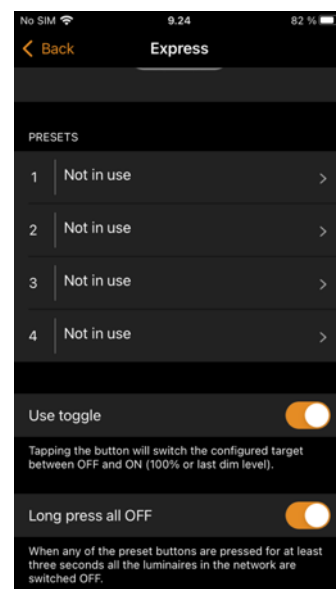 No SIM 9.24 82 %
Back Express
PRESETS
1 Not in use
2 Not in use
3 Not in use
4 Not in use
Use toggle
Tapping the button will switch the configured target
between OFF and ON (100% or last dim level).
Long press all OFF
When any of the preset buttons are pressed for at least
three seconds all the luminaires in the network are
switched OFF.